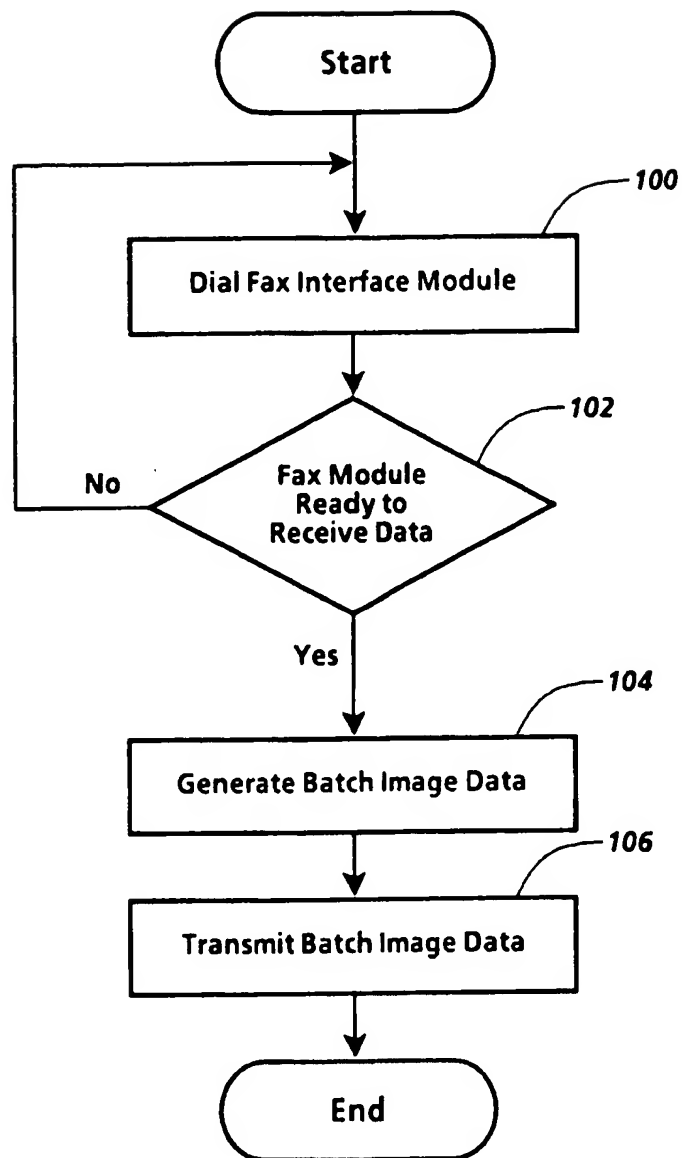 Start
100
Dial Fax Interface Module
102
Fax Module
Ready to
Receive Data
No
Yes
104
Generate Batch Image Data
106
Transmit Batch Image Data
End